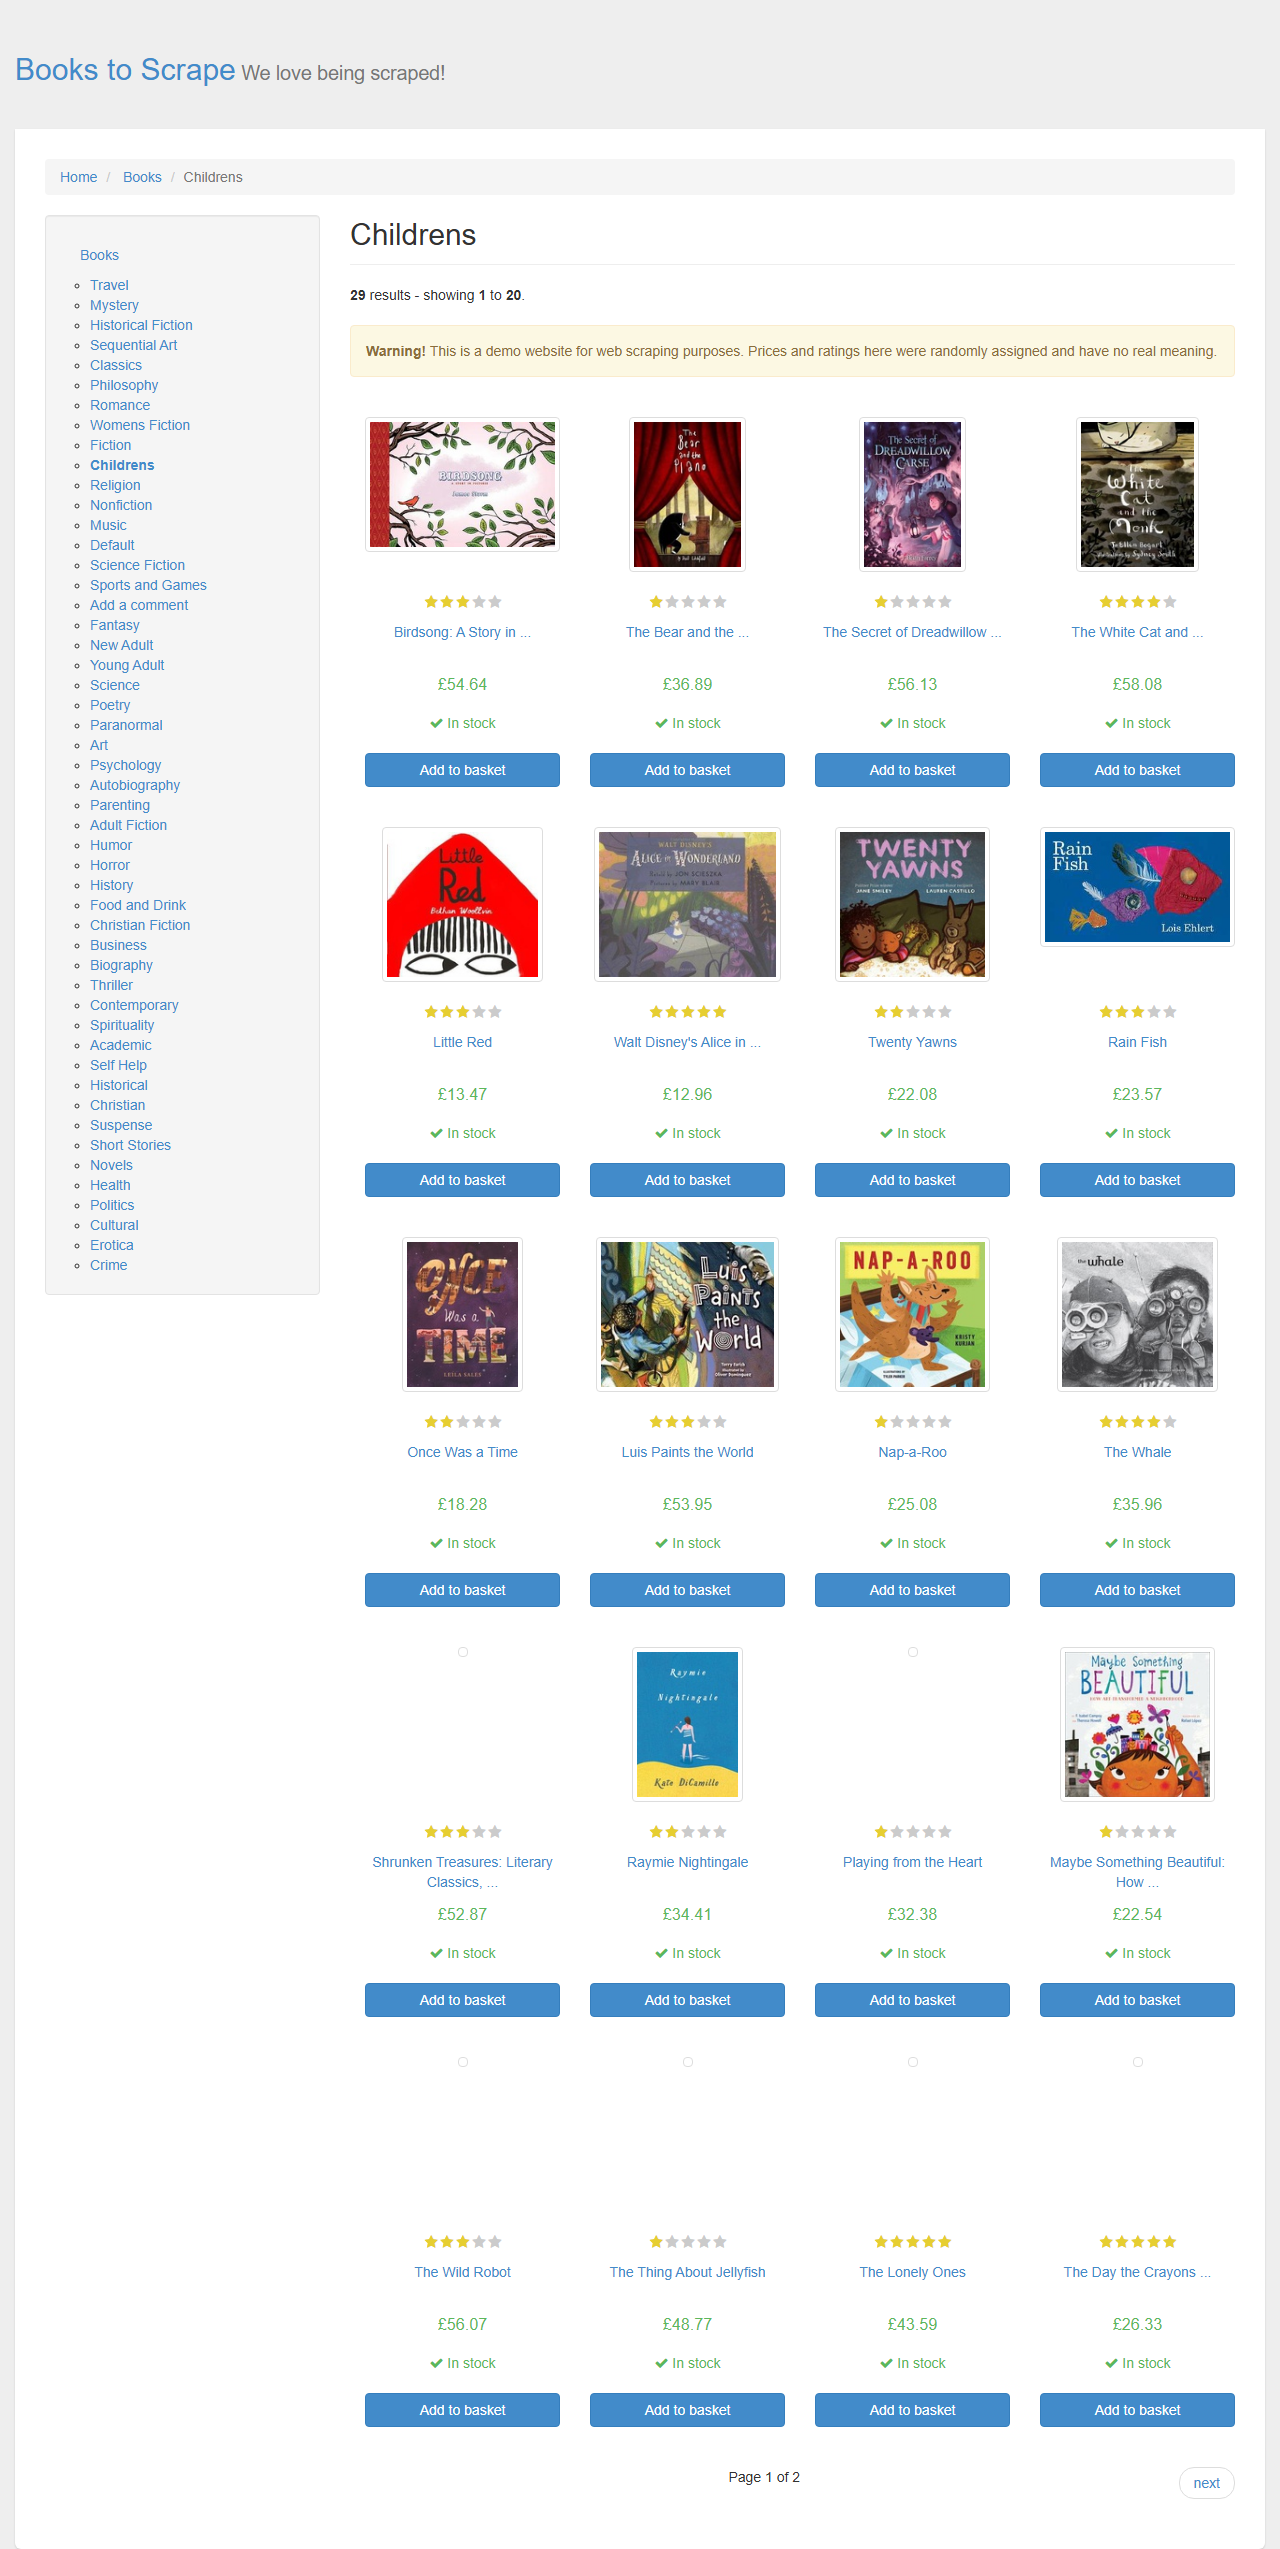 Books to Scrape We love being scraped!
Home / Books / Childrens
Books
Travel
Mystery
Historical Fiction
Sequential Art
Classics
Philosophy
Romance
Womens Fiction
Fiction
Childrens
Religion
Nonfiction
Music
Default
Science Fiction
Sports and Games
Add a comment
Fantasy
New Adult
Young Adult
Science
Poetry
Paranormal
Art
Psychology
Autobiography
Parenting
Adult Fiction
Humor
Horror
History
Food and Drink
Christian Fiction
Business
Biography
Thriller
Contemporary
Spirituality
Academic
Self Help
Historical
Christian
Suspense
Short Stories
Novels
Health
Politics
Cultural
Erotica
Crime
Childrens
29 results - showing 1 to 20.
Warning! This is a demo website for web scraping purposes. Prices and ratings here were randomly assigned and have no real meaning.
BIRDSONG
The
Bear
and the
Piano
The Secret of
DREADWILLOW
CARSE
The
White
Cat
and the
Monk
Birdsong: A Story in ...
The Bear and the ...
The Secret of Dreadwillow ...
The White Cat and ...
£54.64
£36.89
£56.13
£58.08
In stock
In stock
In stock
In stock
Add to basket
Add to basket
Add to basket
Add to basket
Little
Red
Bethan Woollvin
WALT DISNEY'S
ALICE in WONDERLAND
Retold by JON SCIESZKA
Pictures by MARY BLAIR
TWENTY
YAWNS
JANE SMILEY
LAUREN CASTILLO
Rain
Fish
Lois Ehlert
Little Red
Walt Disney's Alice in ...
Twenty Yawns
Rain Fish
£13.47
£12.96
£22.08
£23.57
In stock
In stock
In stock
In stock
Add to basket
Add to basket
Add to basket
Add to basket
ONCE
Was a
TIME
LEILA SALES
Luis
PAiNTS
the
WORLD
NAP-A-ROO
KRISTY
KURJAN
the whale
Once Was a Time
Luis Paints the World
Nap-a-Roo
The Whale
£18.28
£53.95
£25.08
£35.96
In stock
In stock
In stock
In stock
Add to basket
Add to basket
Add to basket
Add to basket
Raymie
Nightingale
Kate DiCamillo
Maybe Something
BEAUTIFUL
Shrunken Treasures: Literary
Classics, ...
Raymie Nightingale
Playing from the Heart
Maybe Something Beautiful:
How ...
£52.87
£34.41
£32.38
£22.54
In stock
In stock
In stock
In stock
Add to basket
Add to basket
Add to basket
Add to basket
The Wild Robot
The Thing About Jellyfish
The Lonely Ones
The Day the Crayons ...
£56.07
£48.77
£43.59
£26.33
In stock
In stock
In stock
In stock
Add to basket
Add to basket
Add to basket
Add to basket
Page 1 of 2
next